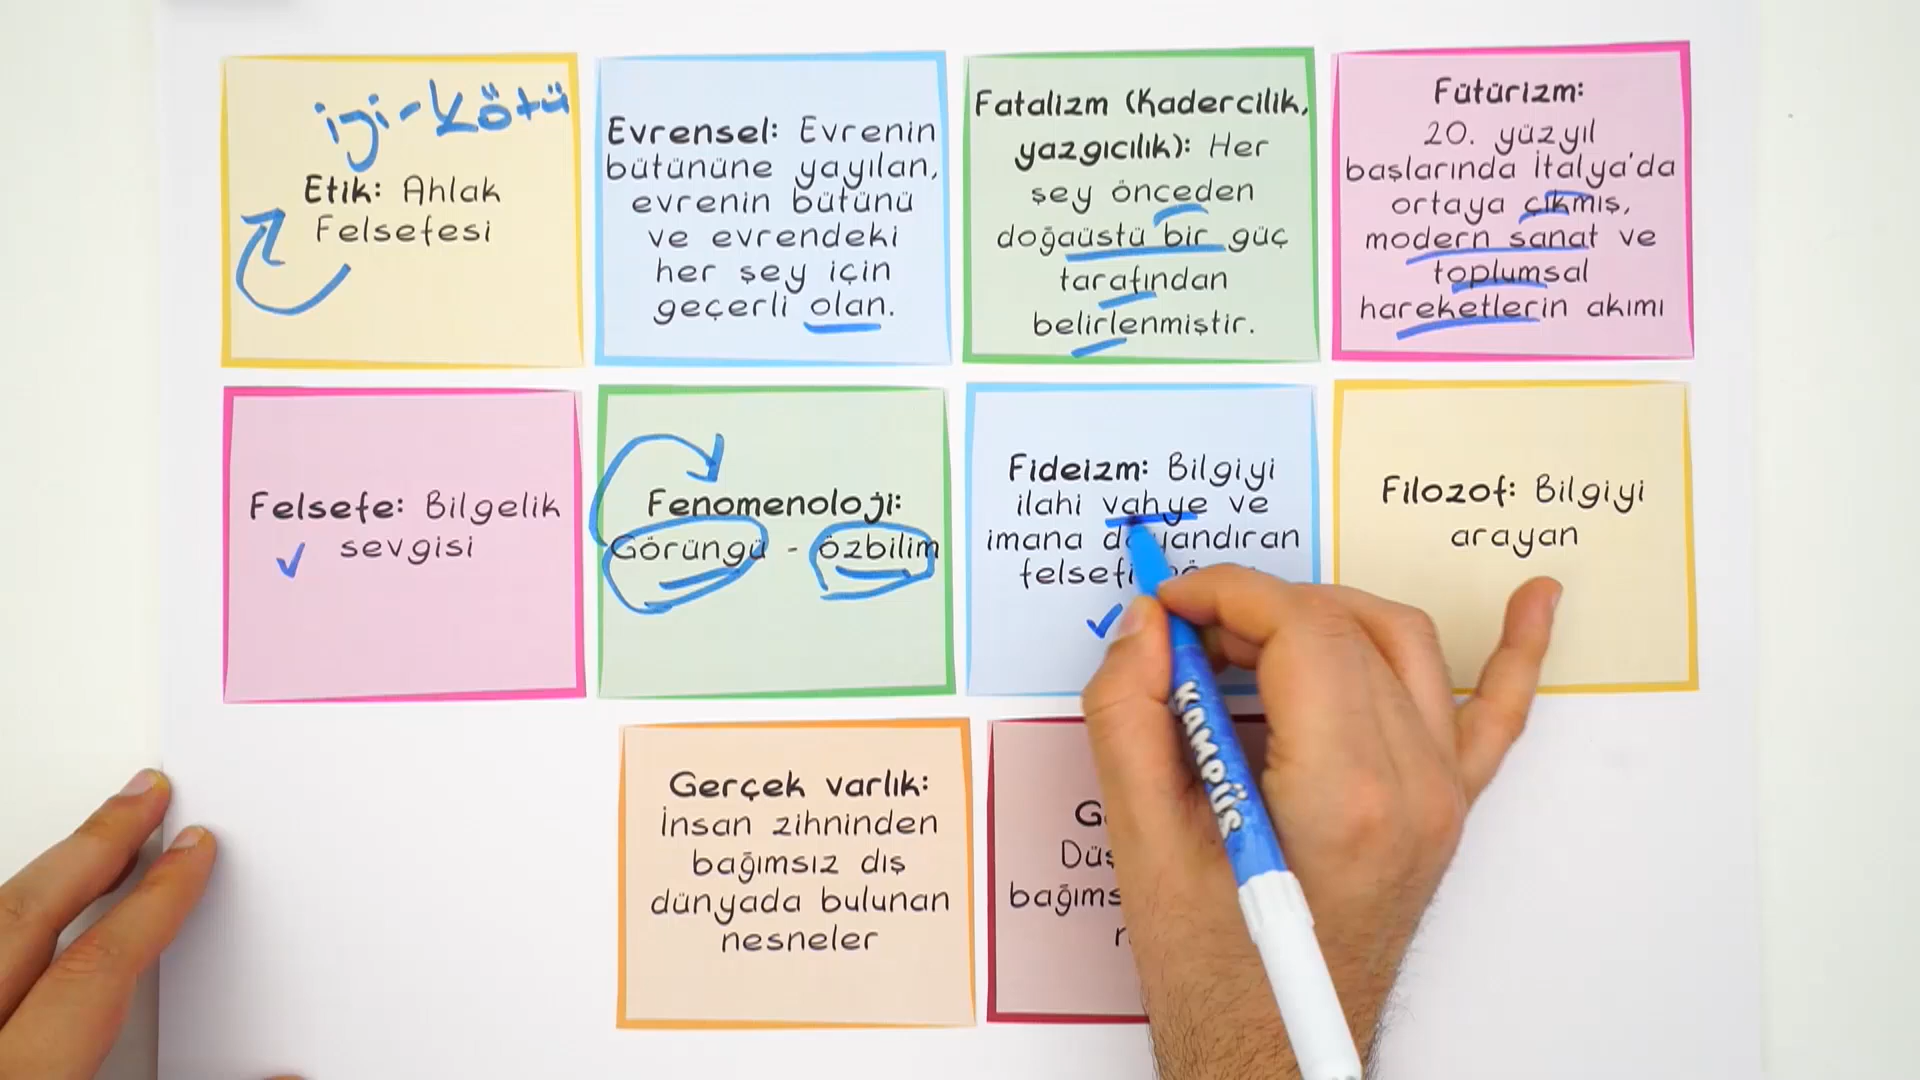 iyi-kötü
Etik: Ahlak
Felsefesi
Evrensel: Evrenin
bütününe yayılan,
evrenin bütünü
ve evrendeki
her şey için
geçerli olan.
Fatalizm (Kadercilik,
yazgıcılık): Her
şey önceden
doğaüstü bir güç
tarafından
belirlenmiştir.
Fütürizm:
20. yüzyıl
başlarında İtalya'da
ortaya çıkmış,
modern sanat ve
toplumsal
hareketlerin akımı
Felsefe: Bilgelik
sevgisi
Fenomenoloji:
Görüngü - özbilim
Fideizm: Bilgiyi
ilahi vahye ve
imana dayandıran
felsefi
Filozof: Bilgiyi
arayan
Gerçek varlık:
İnsan zihninden
bağımsız dış
dünyada bulunan
nesneler
KAMPÜS